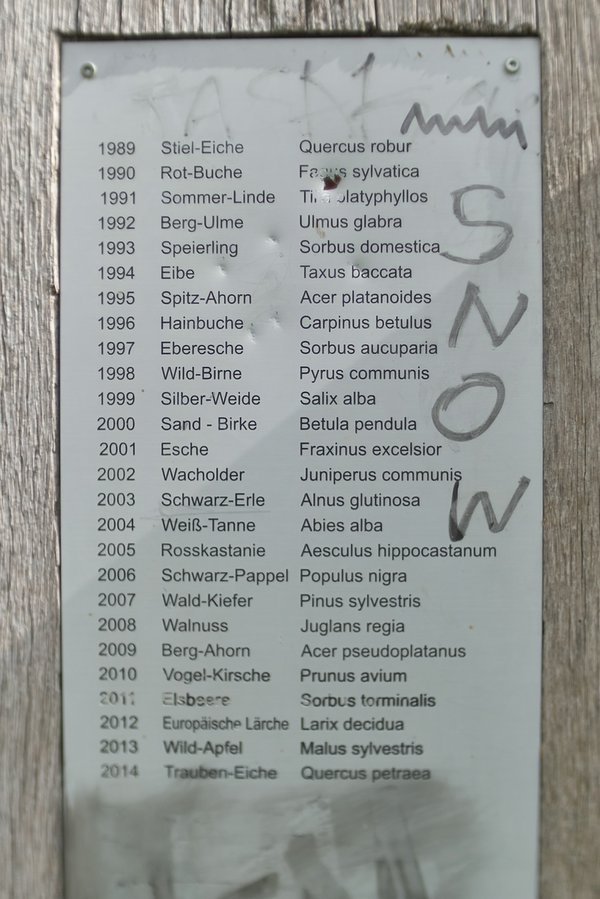 1989 Stiel-Eiche Quercus robur
1990 Rot-Buche Fagus sylvatica
1991 Sommer-Linde platyphyllos
1992 Berg-Ulme Ulmus glabra
1993 Speierling Sorbus domestica
1994 Eibe Taxus baccata
1995 Spitz-Ahorn Acer platanoides
1996 Hainbuche Carpinus betulus
1997 Eberesche Sorbus aucuparia
1998 Wild-Birne Pyrus communis
1999 Silber-Weide Salix alba
2000 Sand - Birke Betula pendula
2001 Esche Fraxinus excelsior
2002 Wacholder Juniperus communis
2003 Schwarz-Erle Alnus glutinosa
2004 Weiß-Tanne Abies alba
2005 Rosskastanie Aesculus hippocastanum
2006 Schwarz-Pappel Populus nigra
2007 Wald-Kiefer Pinus sylvestris
2008 Walnuss Juglans regia
2009 Berg-Ahorn Acer pseudoplatanus
2010 Vogel-Kirsche Prunus avium
2011 Elsbeere Sorbus torminalis
2012 Europäische Lärche Larix decidua
2013 Wild-Apfel Malus sylvestris
2014 Trauben-Eiche Quercus petraea
SNOW